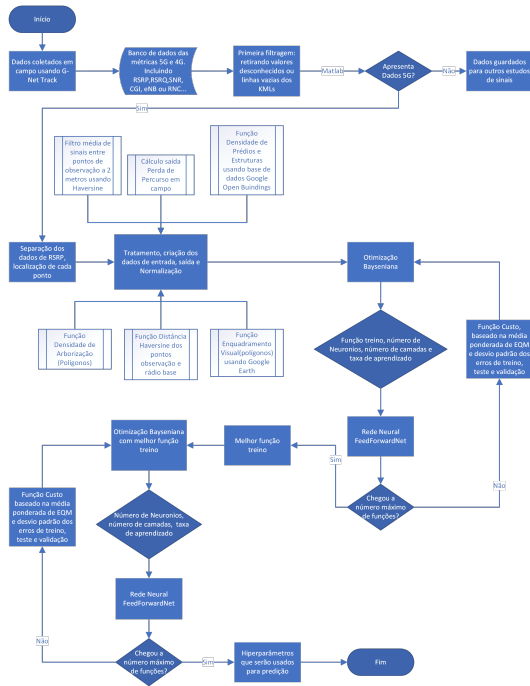 Início
Dados coletados em
campo usando G-
Net Track
Banco de dados das
métricas 5G e 4G.
Incluindo
RSRP,RSRQ,SNR,
CGI, eNB ou RNC...
Primeira filtragem:
retirando valores
desconhecidos ou
linhas vazias dos
KMLs
Matlab
Apresenta
Dados 5G?
Não
Dados guardados
para outros estudos
de sinais
Sim
Filtro média de
sinais entre
pontos de
observação a 2
metros usando
Haversine
Cálculo saída
Perda de
Percurso em
campo
Função
Densidade de
Prédios e
Estruturas
usando base de
dados Google
Open Buindings
Separação dos
dados de RSRP,
localização de cada
ponto
Tratamento, criação dos
dados de entrada, saída e
Normalização
Otimização
Bayseniana
Função
Densidade de
Arborização
(Polígonos)
Função Distância
Haversine dos
pontos
observação e
rádio base
Função
Enquadramento
Visual(polígonos)
usando Google
Earth
Função treino, número de
Neuronios, número de camadas e
taxa de aprendizado
Função Custo,
baseado na média
ponderada de EQM
e desvio padrão dos
erros de treino,
teste e validação
Rede Neural
FeedForwardNet
Otimização Bayseniana
com melhor função
treino
Melhor função
treino
Sim
Chegou a
número máximo
de funções?
Não
Função Custo
baseado na média
ponderada de EQM
e desvio padrão dos
erros de treino,
teste e validação
Número de Neuronios,
número de camadas, taxa
de aprendizado
Rede Neural
FeedForwardNet
Não
Chegou a
número máximo
de funções?
Sim
Hiperparâmetros
que serão usados
para predição
Fim